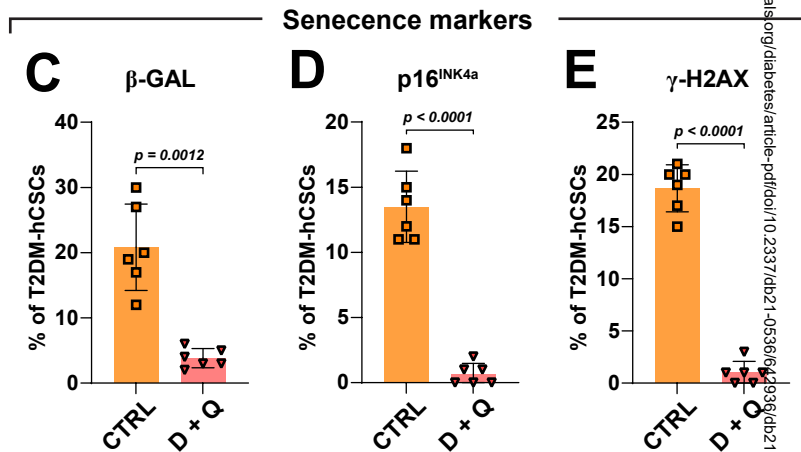 Senecence markers
C
β-GAL
% of T2DM-hCSCs
40
30
20
10
0
p = 0.0012
CTRL
D + Q
D
p16INK4a
% of T2DM-hCSCs
20
15
10
5
0
p < 0.0001
CTRL
D + Q
E
γ-H2AX
% of T2DM-hCSCs
25
20
15
10
5
0
p < 0.0001
CTRL
D + Q
als.org/diabetes/article-pdf/doi/10.2337/db21-0536/642936/db21